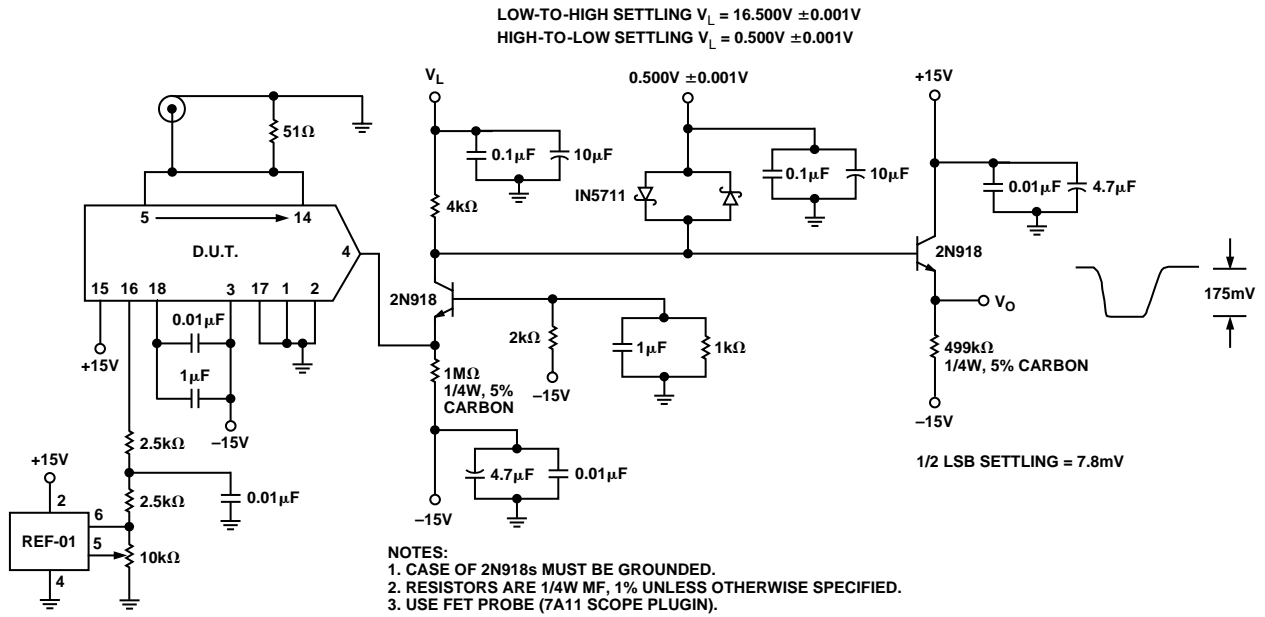 LOW-TO-HIGH SETTLING VL = 16.500V ±0.001V
HIGH-TO-LOW SETTLING VL = 0.500V ±0.001V
VL
0.500V ±0.001V
+15V
51Ω
0.1μF
10μF
0.1μF
10μF
0.01μF
4.7μF
IN5711
4kΩ
5
14
D.U.T.
4
2N918
2N918
15
16
18
3
17
1
2
VO
175mV
0.01μF
+15V
1μF
–15V
2kΩ
–15V
1μF
1kΩ
1MΩ
1/4W, 5%
CARBON
499kΩ
1/4W, 5% CARBON
–15V
2.5kΩ
+15V
2.5kΩ
0.01μF
4.7μF
0.01μF
–15V
1/2 LSB SETTLING = 7.8mV
2
6
REF-01
5
10kΩ
4
NOTES:
1. CASE OF 2N918s MUST BE GROUNDED.
2. RESISTORS ARE 1/4W MF, 1% UNLESS OTHERWISE SPECIFIED.
3. USE FET PROBE (7A11 SCOPE PLUGIN).